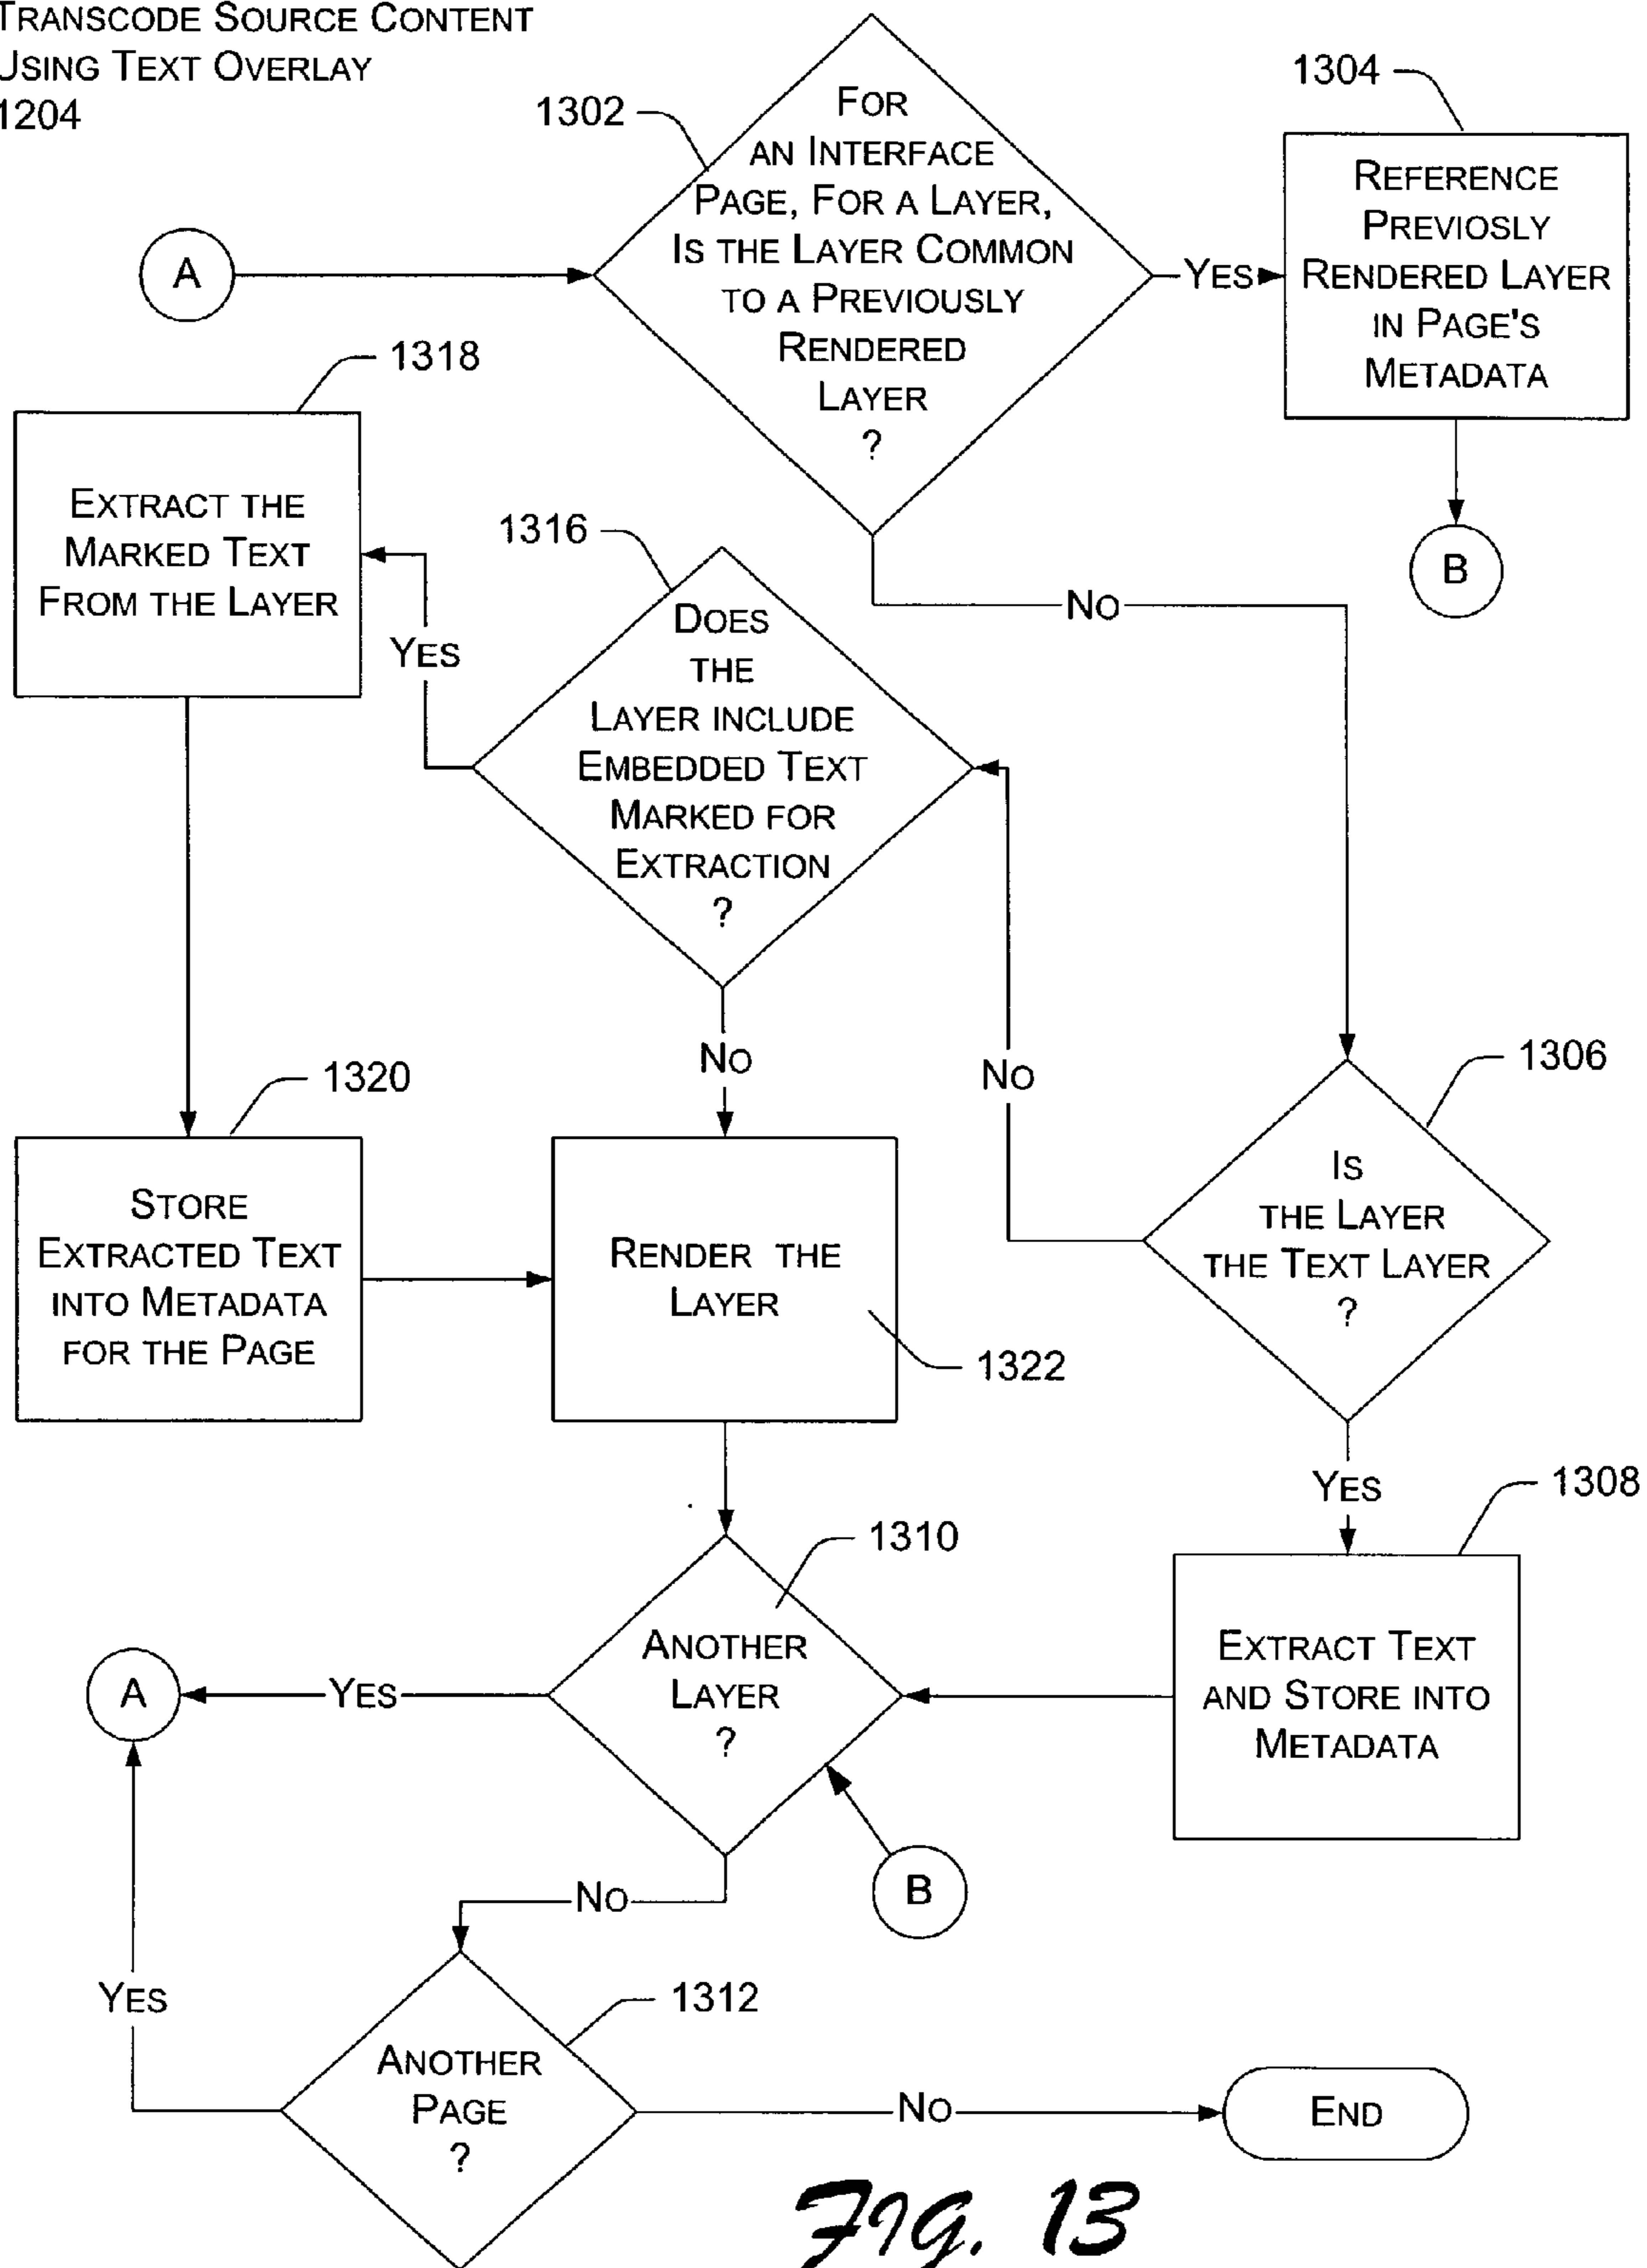 TRANSCODE SOURCE CONTENT
USING TEXT OVERLAY
1204
1302
FOR
AN INTERFACE
PAGE, FOR A LAYER,
IS THE LAYER COMMON
TO A PREVIOUSLY
RENDERED
LAYER
?
1304
REFERENCE
PREVIOSLY
RENDERED LAYER
IN PAGE'S
METADATA
A
YES
B
NO
1318
EXTRACT THE
MARKED TEXT
FROM THE LAYER
1316
DOES
THE
LAYER INCLUDE
EMBEDDED TEXT
MARKED FOR
EXTRACTION
?
YES
NO
NO
1306
IS
THE LAYER
THE TEXT LAYER
?
1320
STORE
EXTRACTED TEXT
INTO METADATA
FOR THE PAGE
RENDER THE
LAYER
1322
YES
1308
EXTRACT TEXT
AND STORE INTO
METADATA
1310
ANOTHER
LAYER
?
YES
A
B
NO
YES
1312
ANOTHER
PAGE
?
NO
END
FIG. 13